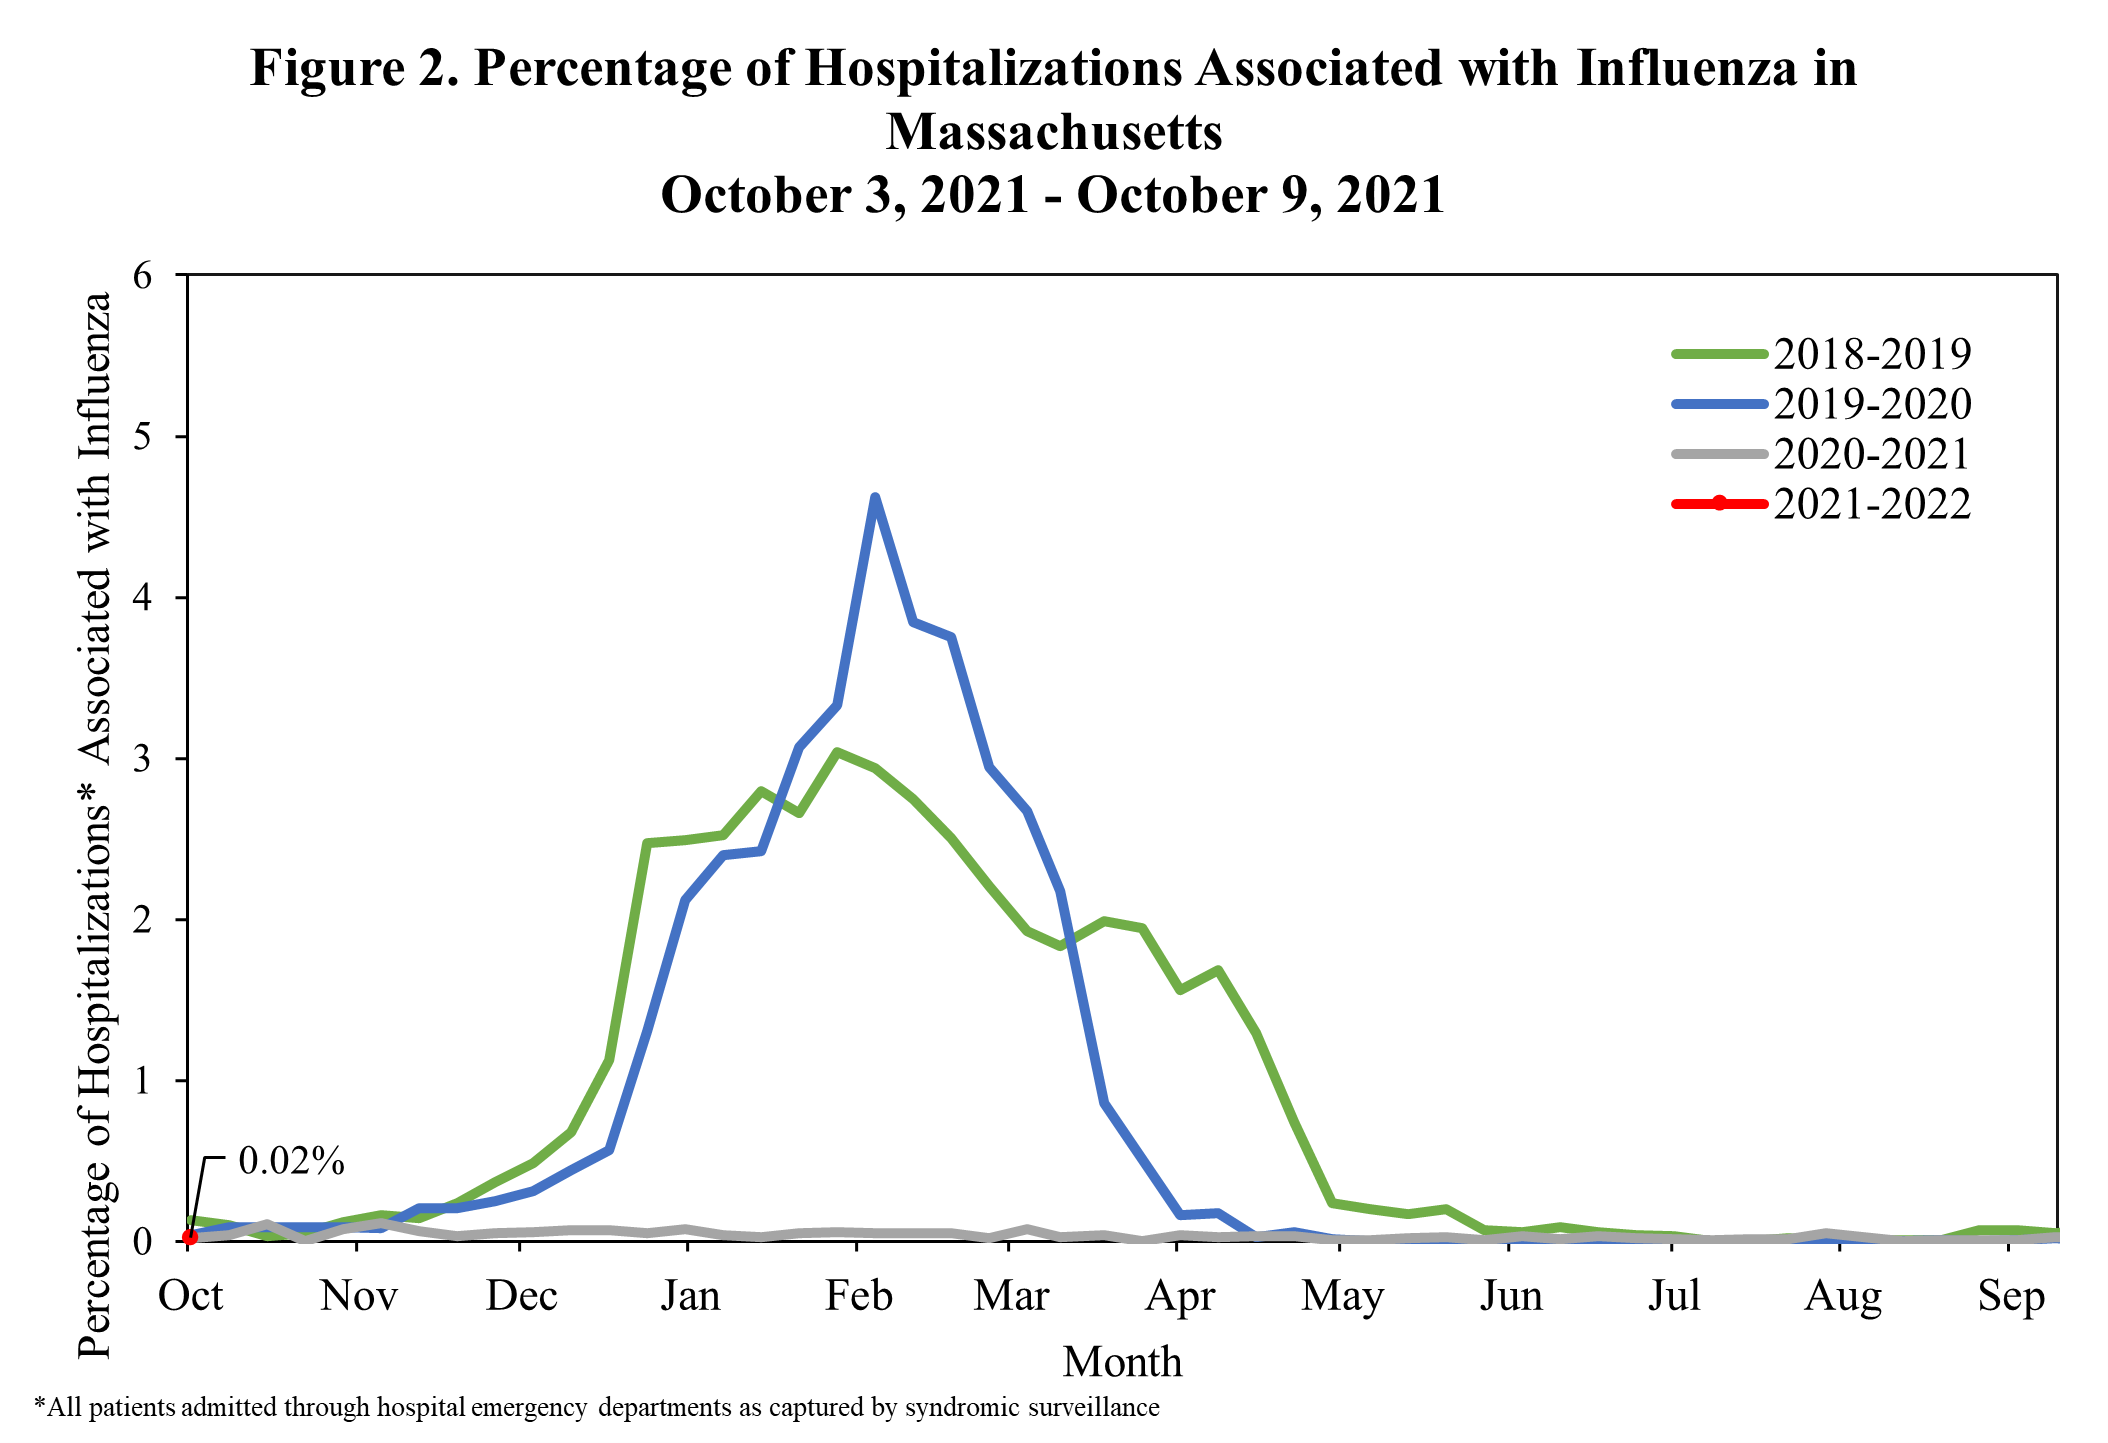 Figure 2. Percentage of Hospitalizations Associated with Influenza in
Massachusetts
October 3, 2021 - October 9, 2021
Percentage of Hospitalizations* Associated with Influenza
6
5
4
3
2
1
0
2018-2019
2019-2020
2020-2021
2021-2022
0.02%
Oct Nov Dec Jan Feb Mar Apr May Jun Jul Aug Sep
Month
*All patients admitted through hospital emergency departments as captured by syndromic surveillance